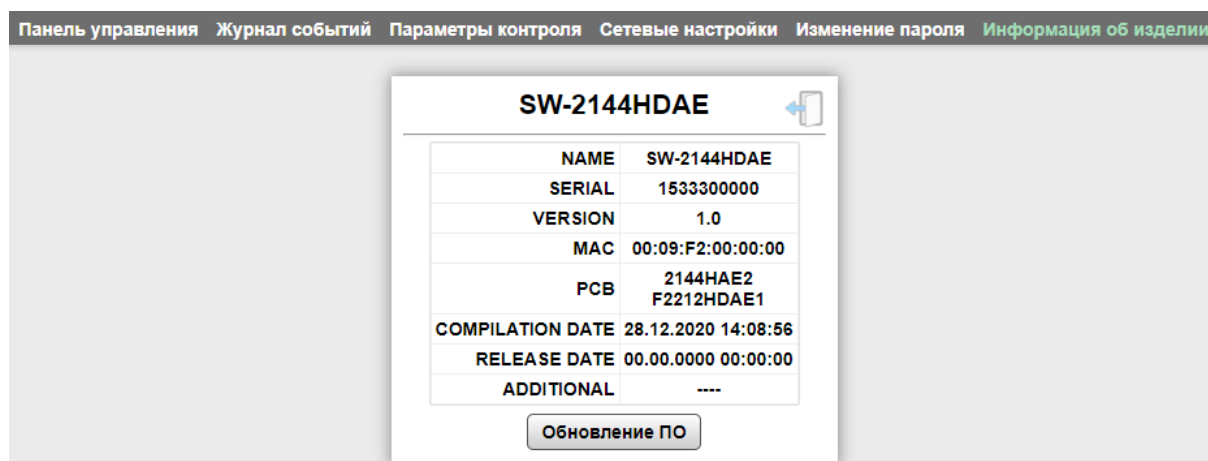 Панель управления Журнал событий Параметры контроля Сетевые настройки Изменение пароля Информация об изделии
SW-2144HDAE
NAME SW-2144HDAE
SERIAL 1533300000
VERSION 1.0
MAC 00:09:F2:00:00:00
PCB 2144HAE2
F2212HDAE1
COMPILATION DATE 28.12.2020 14:08:56
RELEASE DATE 00.00.0000 00:00:00
ADDITIONAL ----
Обновление ПО